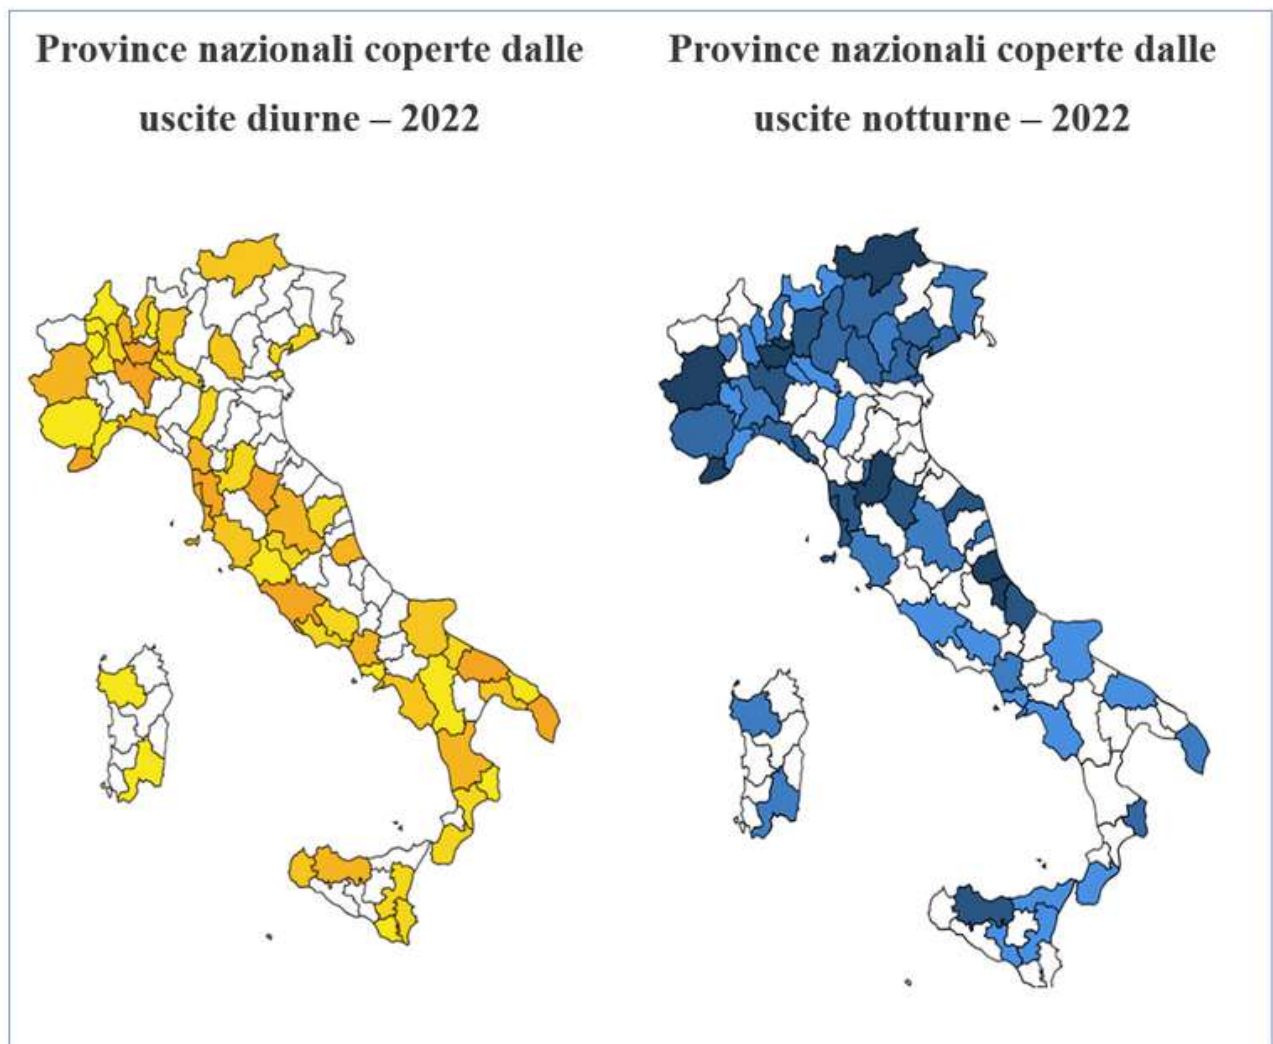 Province nazionali coperte dalle
uscite diurne – 2022
Province nazionali coperte dalle
uscite notturne – 2022